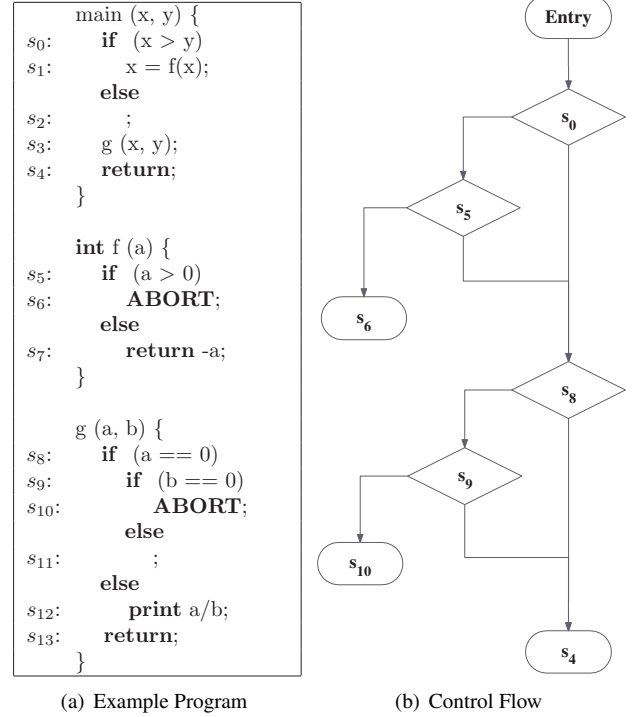 main (x, y) {
s0: if (x > y)
s1: x = f(x);
else
s2: ;
s3: g (x, y);
s4: return;
}
int f (a) {
s5: if (a > 0)
s6: ABORT;
else
s7: return -a;
}
g (a, b) {
s8: if (a == 0)
s9: if (b == 0)
s10: ABORT;
else
s11: ;
else
s12: print a/b;
s13: return;
}
(a) Example Program
Entry
s0
s5
s6
s8
s9
s10
s4
(b) Control Flow